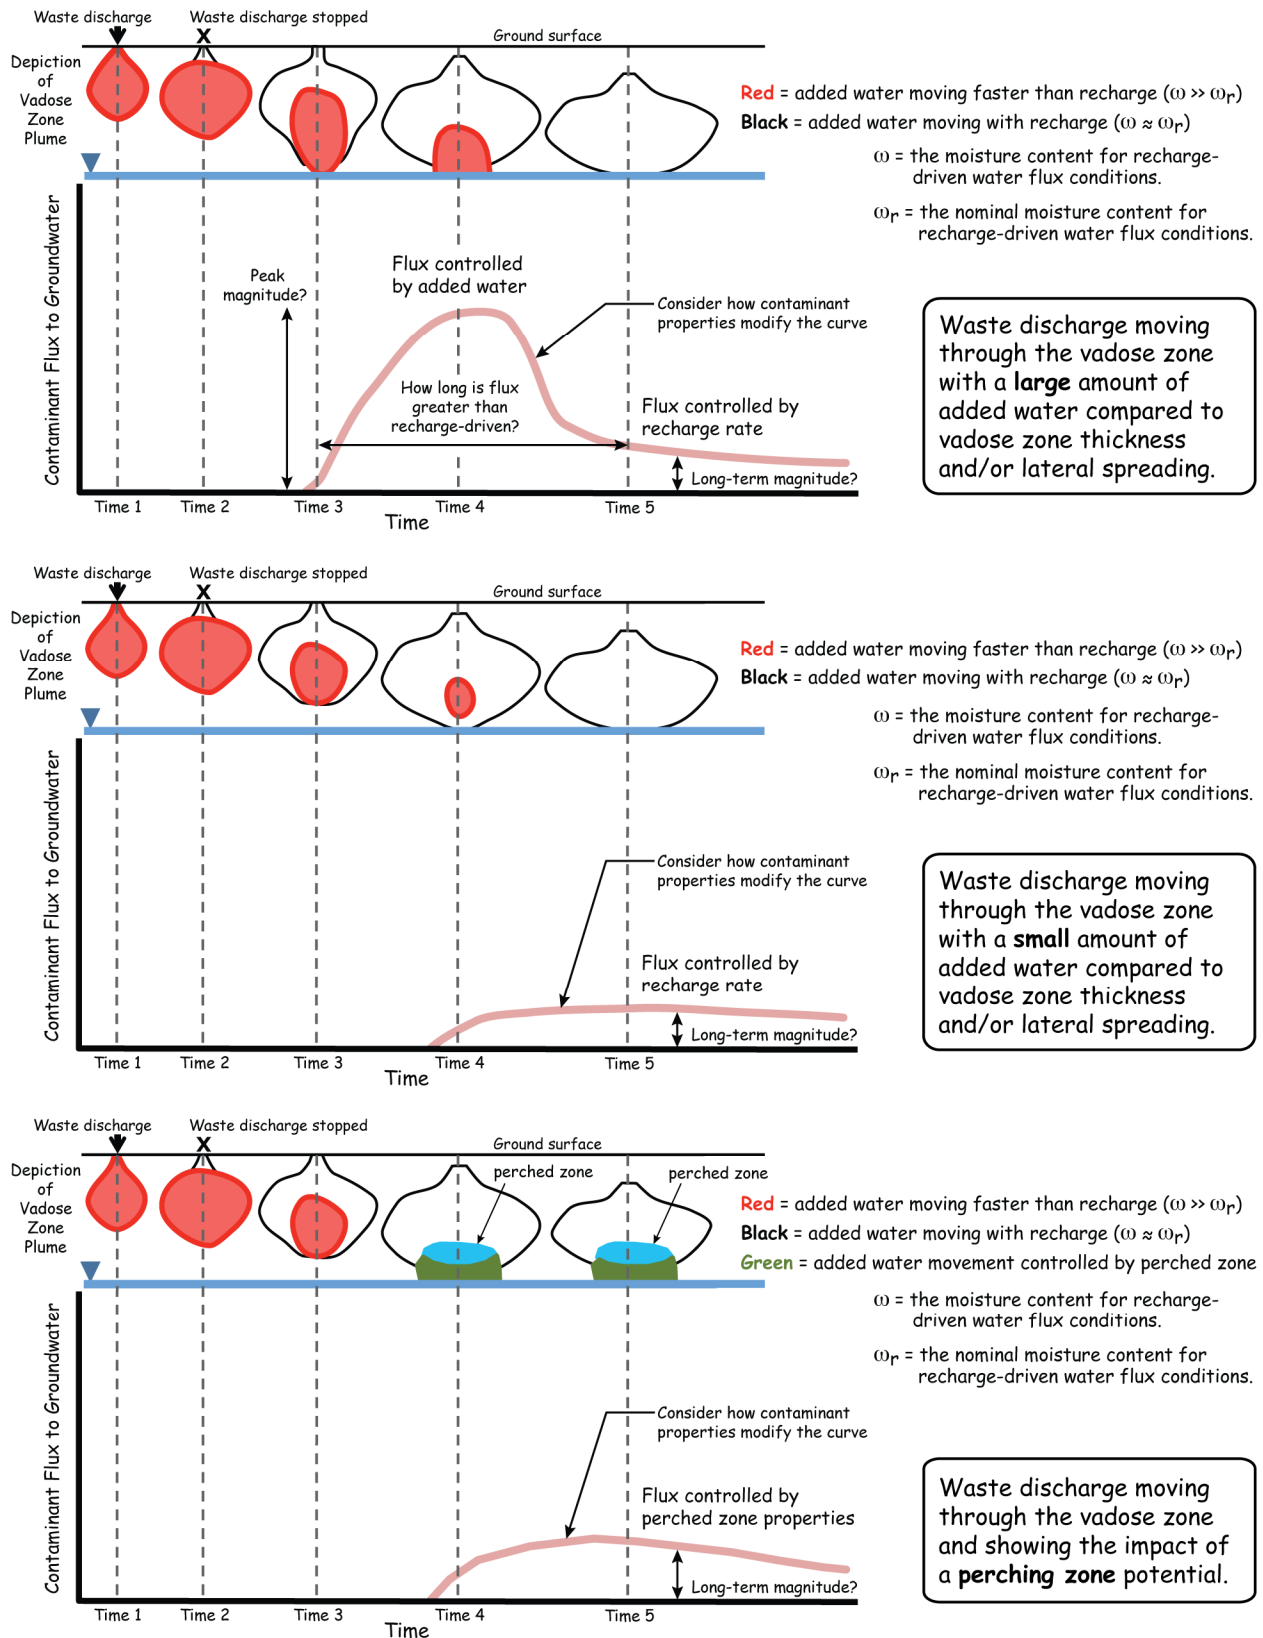 Waste discharge
Waste discharge stopped
X
Ground surface
Depiction
of
Vadose
Zone
Plume
Red = added water moving faster than recharge (ω >> ωr)
Black = added water moving with recharge (ω ≈ ωr)
ω = the moisture content for recharge-
driven water flux conditions.
ωr = the nominal moisture content for
recharge-driven water flux conditions.
Contaminant Flux to Groundwater
Peak
magnitude?
Flux controlled
by added water
Consider how contaminant
properties modify the curve
How long is flux
greater than
recharge-driven?
Flux controlled by
recharge rate
Long-term magnitude?
Time 1
Time 2
Time 3
Time 4
Time 5
Time
Waste discharge moving
through the vadose zone
with a large amount of
added water compared to
vadose zone thickness
and/or lateral spreading.
Waste discharge
Waste discharge stopped
X
Ground surface
Depiction
of
Vadose
Zone
Plume
Red = added water moving faster than recharge (ω >> ωr)
Black = added water moving with recharge (ω ≈ ωr)
ω = the moisture content for recharge-
driven water flux conditions.
ωr = the nominal moisture content for
recharge-driven water flux conditions.
Contaminant Flux to Groundwater
Consider how contaminant
properties modify the curve
Flux controlled by
recharge rate
Long-term magnitude?
Time 1
Time 2
Time 3
Time 4
Time 5
Time
Waste discharge moving
through the vadose zone
with a small amount of
added water compared to
vadose zone thickness
and/or lateral spreading.
Waste discharge
Waste discharge stopped
X
Ground surface
Depiction
of
Vadose
Zone
Plume
perched zone
perched zone
Red = added water moving faster than recharge (ω >> ωr)
Black = added water moving with recharge (ω ≈ ωr)
Green = added water movement controlled by perched zone
ω = the moisture content for recharge-
driven water flux conditions.
ωr = the nominal moisture content for
recharge-driven water flux conditions.
Contaminant Flux to Groundwater
Consider how contaminant
properties modify the curve
Flux controlled by
perched zone properties
Long-term magnitude?
Time 1
Time 2
Time 3
Time 4
Time 5
Time
Waste discharge moving
through the vadose zone
and showing the impact of
a perching zone potential.